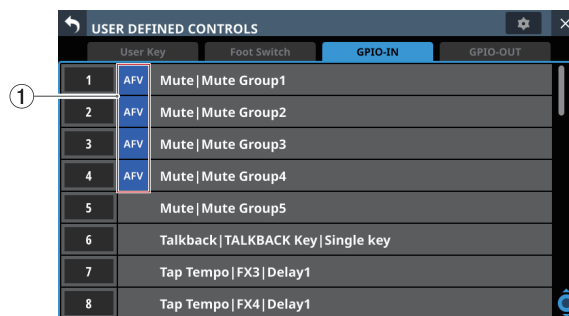 USER DEFINED CONTROLS
User Key Foot Switch GPIO-IN GPIO-OUT
1 AFV Mute|Mute Group1
2 AFV Mute|Mute Group2
3 AFV Mute|Mute Group3
4 AFV Mute|Mute Group4
5 Mute|Mute Group5
6 Talkback|TALKBACK Key|Single key
7 Tap Tempo|FX3|Delay1
8 Tap Tempo|FX4|Delay1
①